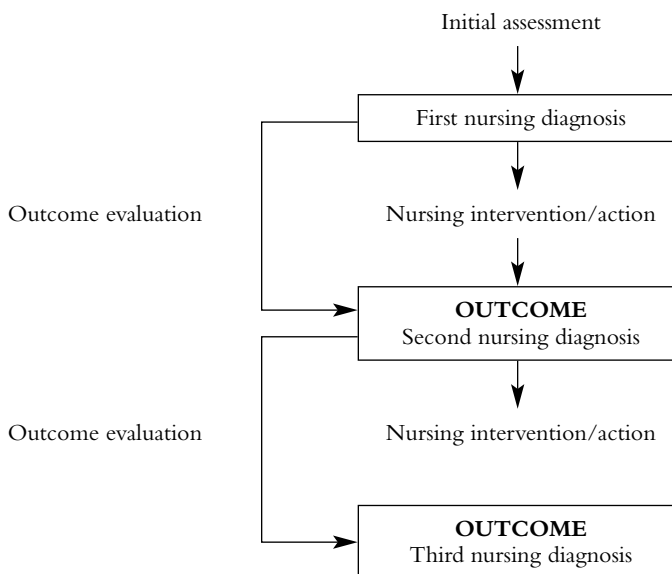 Initial assessment
First nursing diagnosis
Outcome evaluation
Nursing intervention/action
OUTCOME
Second nursing diagnosis
Outcome evaluation
Nursing intervention/action
OUTCOME
Third nursing diagnosis